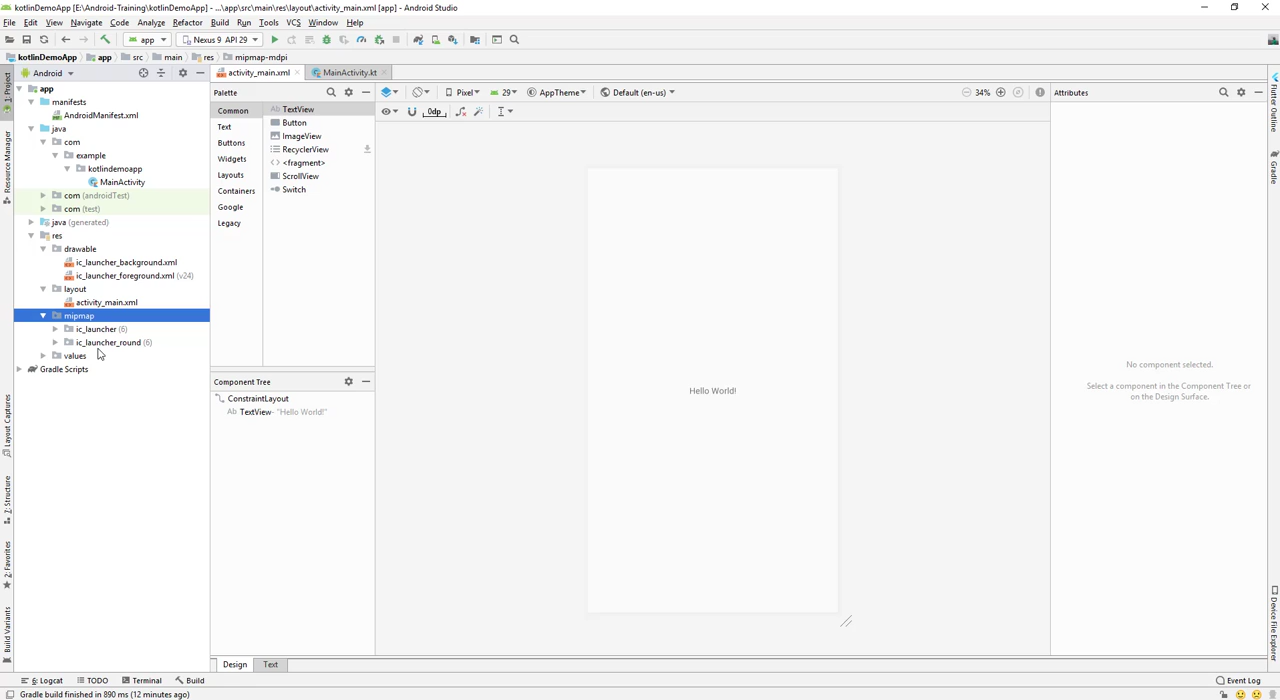 kotlinDemoApp [E:\Android-Training\kotlinDemoApp] - ...\app\src\main\res\layout\activity_main.xml [app] - Android Studio
File Edit View Navigate Code Analyze Refactor Build Run Tools VCS Window Help
app Nexus 9 API 29
kotlinDemoApp app src main res mipmap-mdpi
Android
activity_main.xml MainActivity.kt
1: Project
Resource Manager
Layout Captures
Z: Structure
2: Favorites
Build Variants
app
manifests
AndroidManifest.xml
java
com
example
kotlindemoapp
MainActivity
com (androidTest)
com (test)
java (generated)
res
drawable
ic_launcher_background.xml
ic_launcher_foreground.xml (v24)
layout
activity_main.xml
mipmap
ic_launcher (6)
ic_launcher_round (6)
values
Gradle Scripts
Palette
Common
Text
Buttons
Widgets
Layouts
Containers
Google
Legacy
Ab TextView
Button
ImageView
RecyclerView
<> <fragment>
ScrollView
Switch
Component Tree
ConstraintLayout
Ab TextView- "Hello World!"
Pixel 29 AppTheme Default (en-us) 34%
0dp
Hello World!
Attributes
No component selected.
Select a component in the Component Tree or
on the Design Surface.
Flutter Outline
Gradle
Device File Explorer
Design Text
6: Logcat TODO Terminal Build Event Log
Gradle build finished in 890 ms (12 minutes ago)